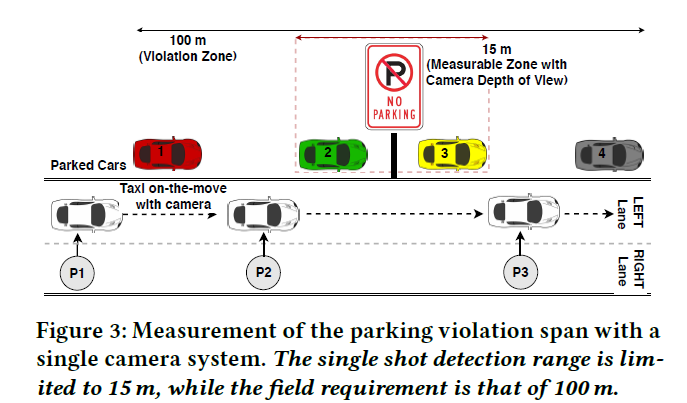 100 m
(Violation Zone)
15 m
(Measurable Zone with
Camera Depth of View)
P
NO
PARKING
1
2
3
4
Parked Cars
Taxi on-the-move
with camera
LEFT
Lane
RIGHT
Lane
P1
P2
P3
Figure 3: Measurement of the parking violation span with a
single camera system. The single shot detection range is lim-
ited to 15 m, while the field requirement is that of 100 m.